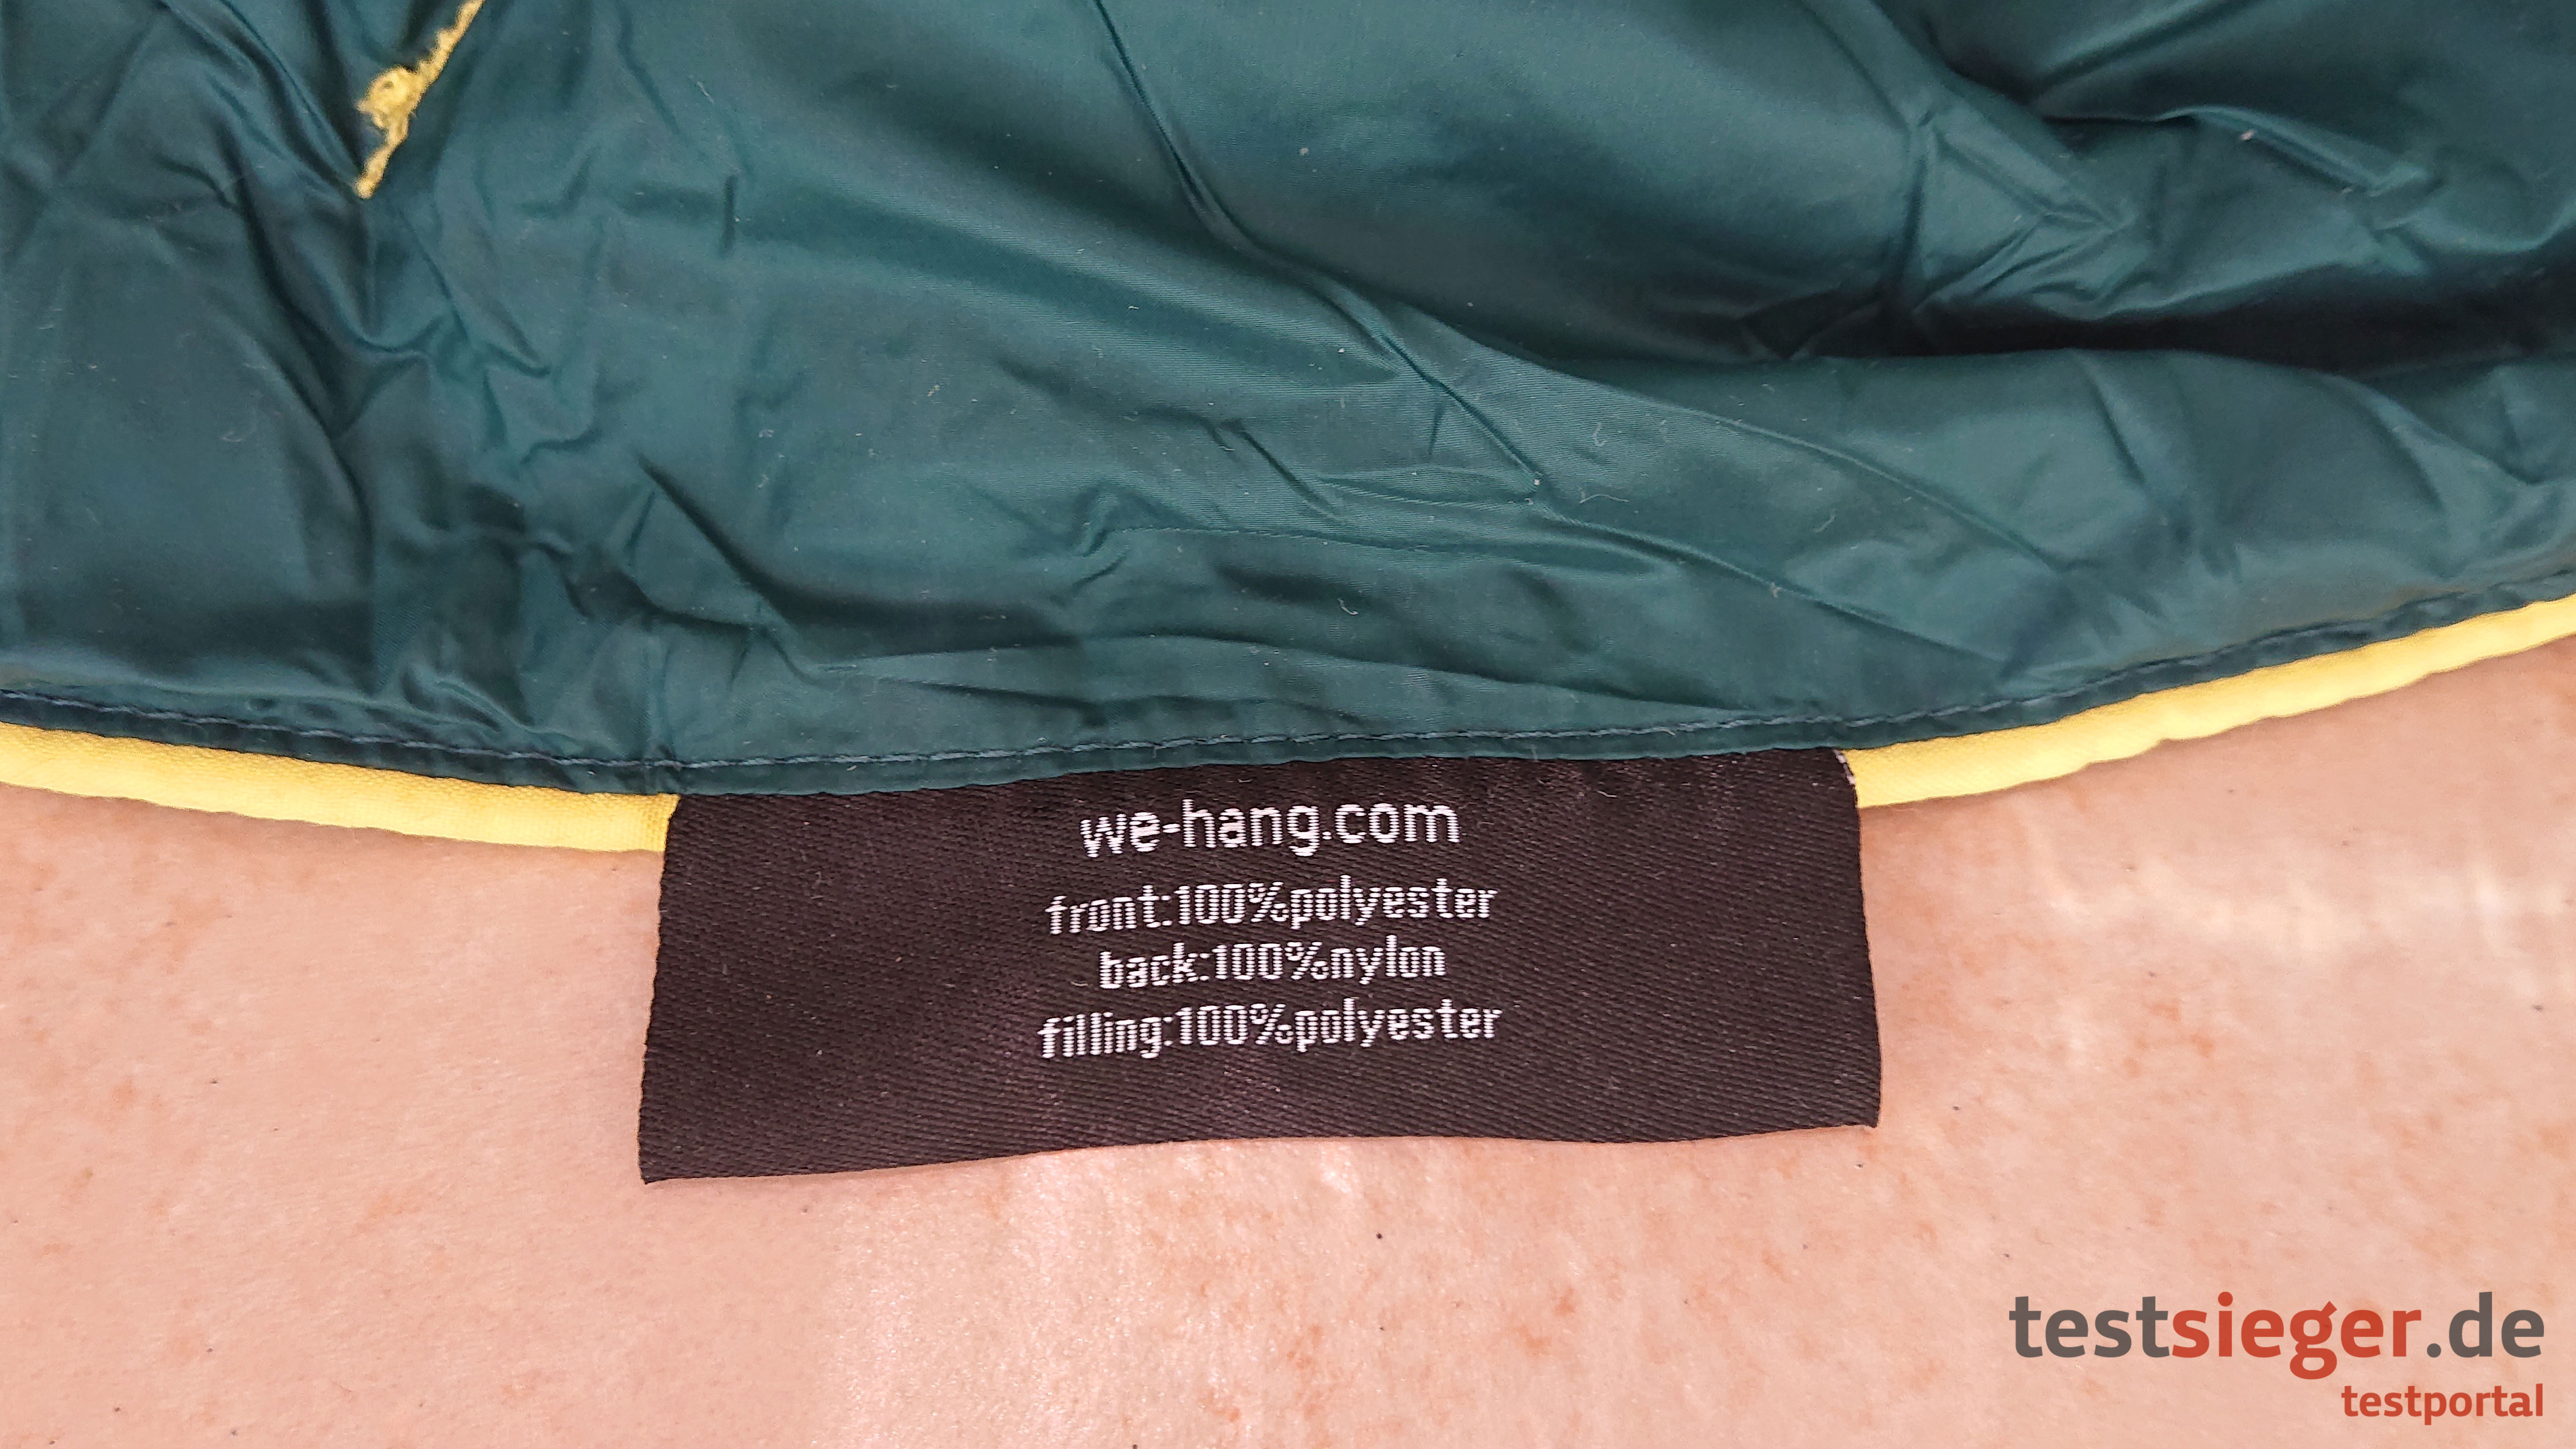 we-hang.com
front:100%polyester
back:100%nylon
filling:100%polyester
testsieger.de
testportal